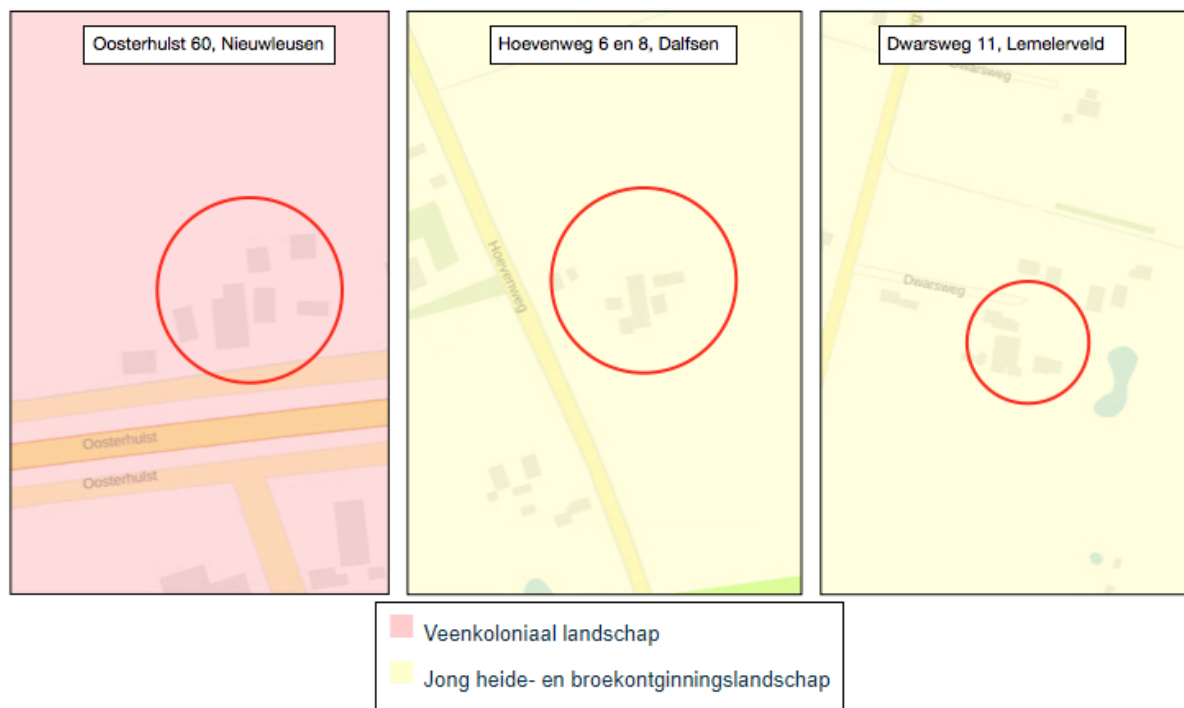 Oosterhulst 60, Nieuwleusen
Hoevenweg 6 en 8, Dalfsen
Dwarsweg 11, Lemelerveld
Dwarsweg
Hoevenweg
Dwarsweg
Oosterhulst
Oosterhulst
Veenkoloniaal landschap
Jong heide- en broekontginningslandschap